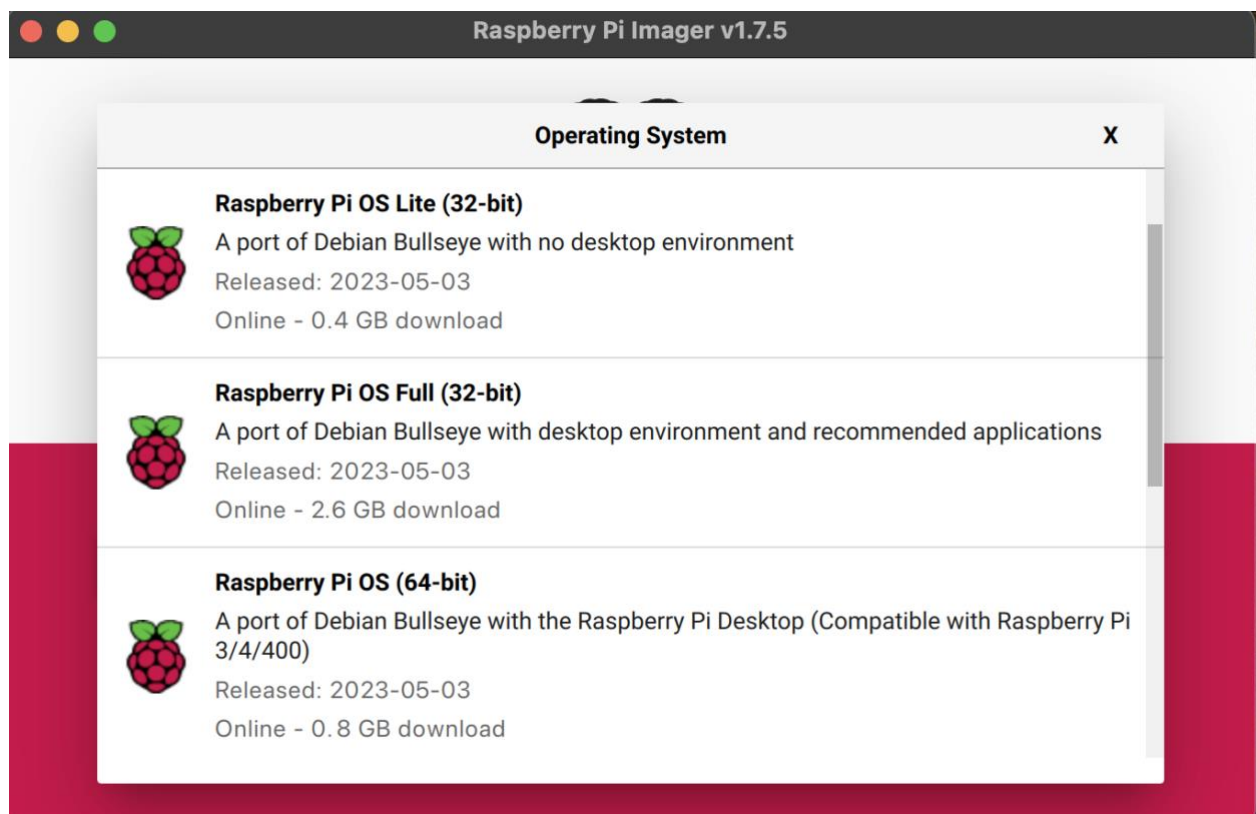 Raspberry Pi Imager v1.7.5
Operating System X
Raspberry Pi OS Lite (32-bit)
A port of Debian Bullseye with no desktop environment
Released: 2023-05-03
Online - 0.4 GB download
Raspberry Pi OS Full (32-bit)
A port of Debian Bullseye with desktop environment and recommended applications
Released: 2023-05-03
Online - 2.6 GB download
Raspberry Pi OS (64-bit)
A port of Debian Bullseye with the Raspberry Pi Desktop (Compatible with Raspberry Pi
3/4/400)
Released: 2023-05-03
Online - 0.8 GB download